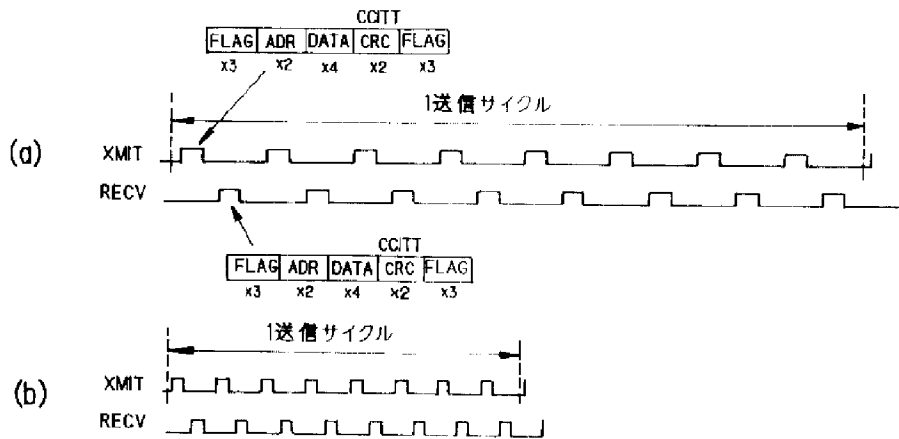 CCITT
FLAG ADR DATA CRC FLAG
x3 x2 x4 x2 x3
1送信サイクル
(a)
XMIT
RECV
CCITT
FLAG ADR DATA CRC FLAG
x3 x2 x4 x2 x3
1送信サイクル
(b)
XMIT
RECV